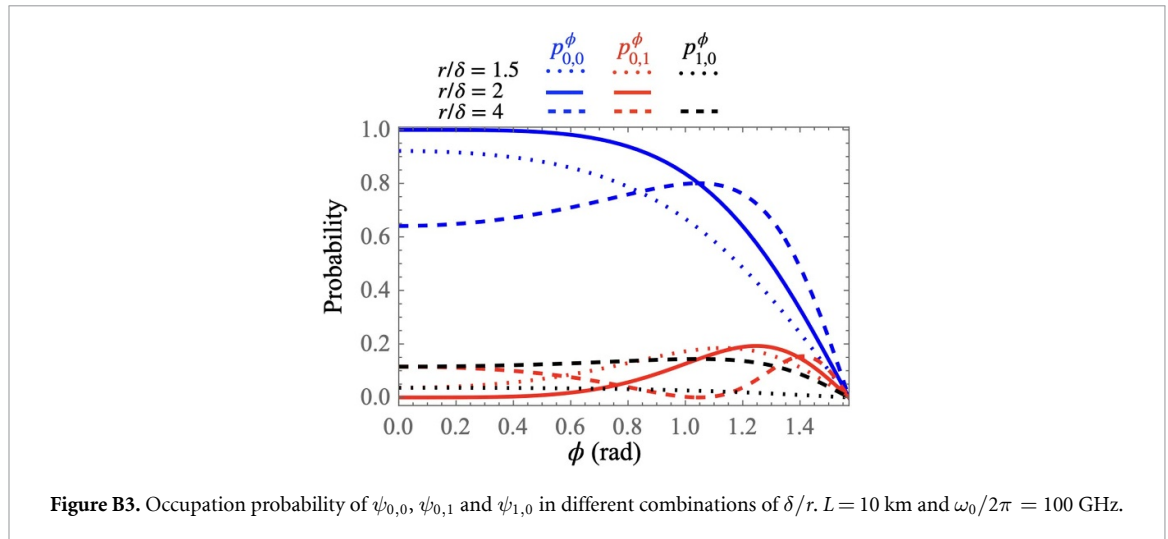 p^ϕ_{0,0} p^ϕ_{0,1} p^ϕ_{1,0}
r/δ = 1.5
r/δ = 2
r/δ = 4
1.0
0.8
0.6
0.4
0.2
0.0
Probability
0.0 0.2 0.4 0.6 0.8 1.0 1.2 1.4
ϕ (rad)
Figure B3. Occupation probability of ψ_{0,0}, ψ_{0,1} and ψ_{1,0} in different combinations of δ/r. L = 10 km and ω_0/2π = 100 GHz.